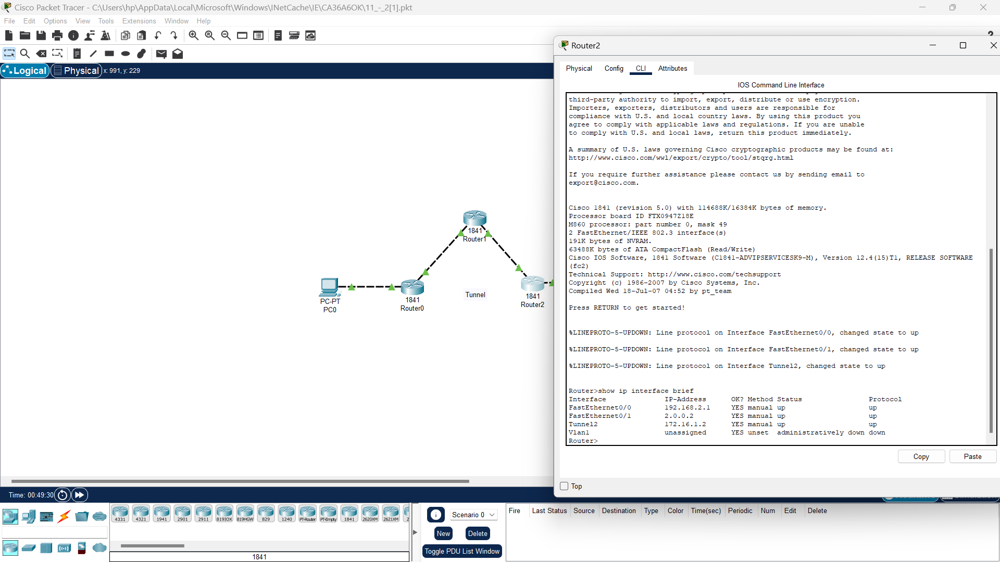 Cisco Packet Tracer - C:\Users\hp\AppData\Local\Microsoft\Windows\INetCache\IE\CA36A6OK\11_-_2[1].pkt
File Edit Options View Tools Extensions Window Help
Logical Physical x: 991, y: 229
1841
Router1
PC-PT
PC0
1841
Router0
Tunnel
1841
Router2
Router2
Physical Config CLI Attributes
IOS Command Line Interface
third-party authority to import, export, distribute or use encryption.
Importers, exporters, distributors and users are responsible for
compliance with U.S. and local country laws. By using this product you
agree to comply with applicable laws and regulations. If you are unable
to comply with U.S. and local laws, return this product immediately.
A summary of U.S. laws governing Cisco cryptographic products may be found at:
http://www.cisco.com/wwl/export/crypto/tool/stqrg.html
If you require further assistance please contact us by sending email to
export@cisco.com.
Cisco 1841 (revision 5.0) with 114688K/16384K bytes of memory.
Processor board ID FTX0947Z18E
M860 processor: part number 0, mask 49
2 FastEthernet/IEEE 802.3 interface(s)
191K bytes of NVRAM.
63488K bytes of ATA CompactFlash (Read/Write)
Cisco IOS Software, 1841 Software (C1841-ADVIPSERVICESK9-M), Version 12.4(15)T1, RELEASE SOFTWARE
(fc2)
Technical Support: http://www.cisco.com/techsupport
Copyright (c) 1986-2007 by Cisco Systems, Inc.
Compiled Wed 18-Jul-07 04:52 by pt_team
Press RETURN to get started!
%LINEPROTO-5-UPDOWN: Line protocol on Interface FastEthernet0/0, changed state to up
%LINEPROTO-5-UPDOWN: Line protocol on Interface FastEthernet0/1, changed state to up
%LINEPROTO-5-UPDOWN: Line protocol on Interface Tunnel2, changed state to up
Router>show ip interface brief
Interface IP-Address OK? Method Status Protocol
FastEthernet0/0 192.168.2.1 YES manual up up
FastEthernet0/1 2.0.0.2 YES manual up up
Tunnel2 172.16.1.2 YES manual up up
Vlan1 unassigned YES unset administratively down down
Router>
Copy Paste
Top
Time: 00:49:30
4331 4321 1941 2901 2911 819IOX 819HGW 829 1240 PT-Router PT-Empty 1841 2620XM 2621XM
1841
Scenario 0
New Delete
Toggle PDU List Window
Fire Last Status Source Destination Type Color Time(sec) Periodic Num Edit Delete